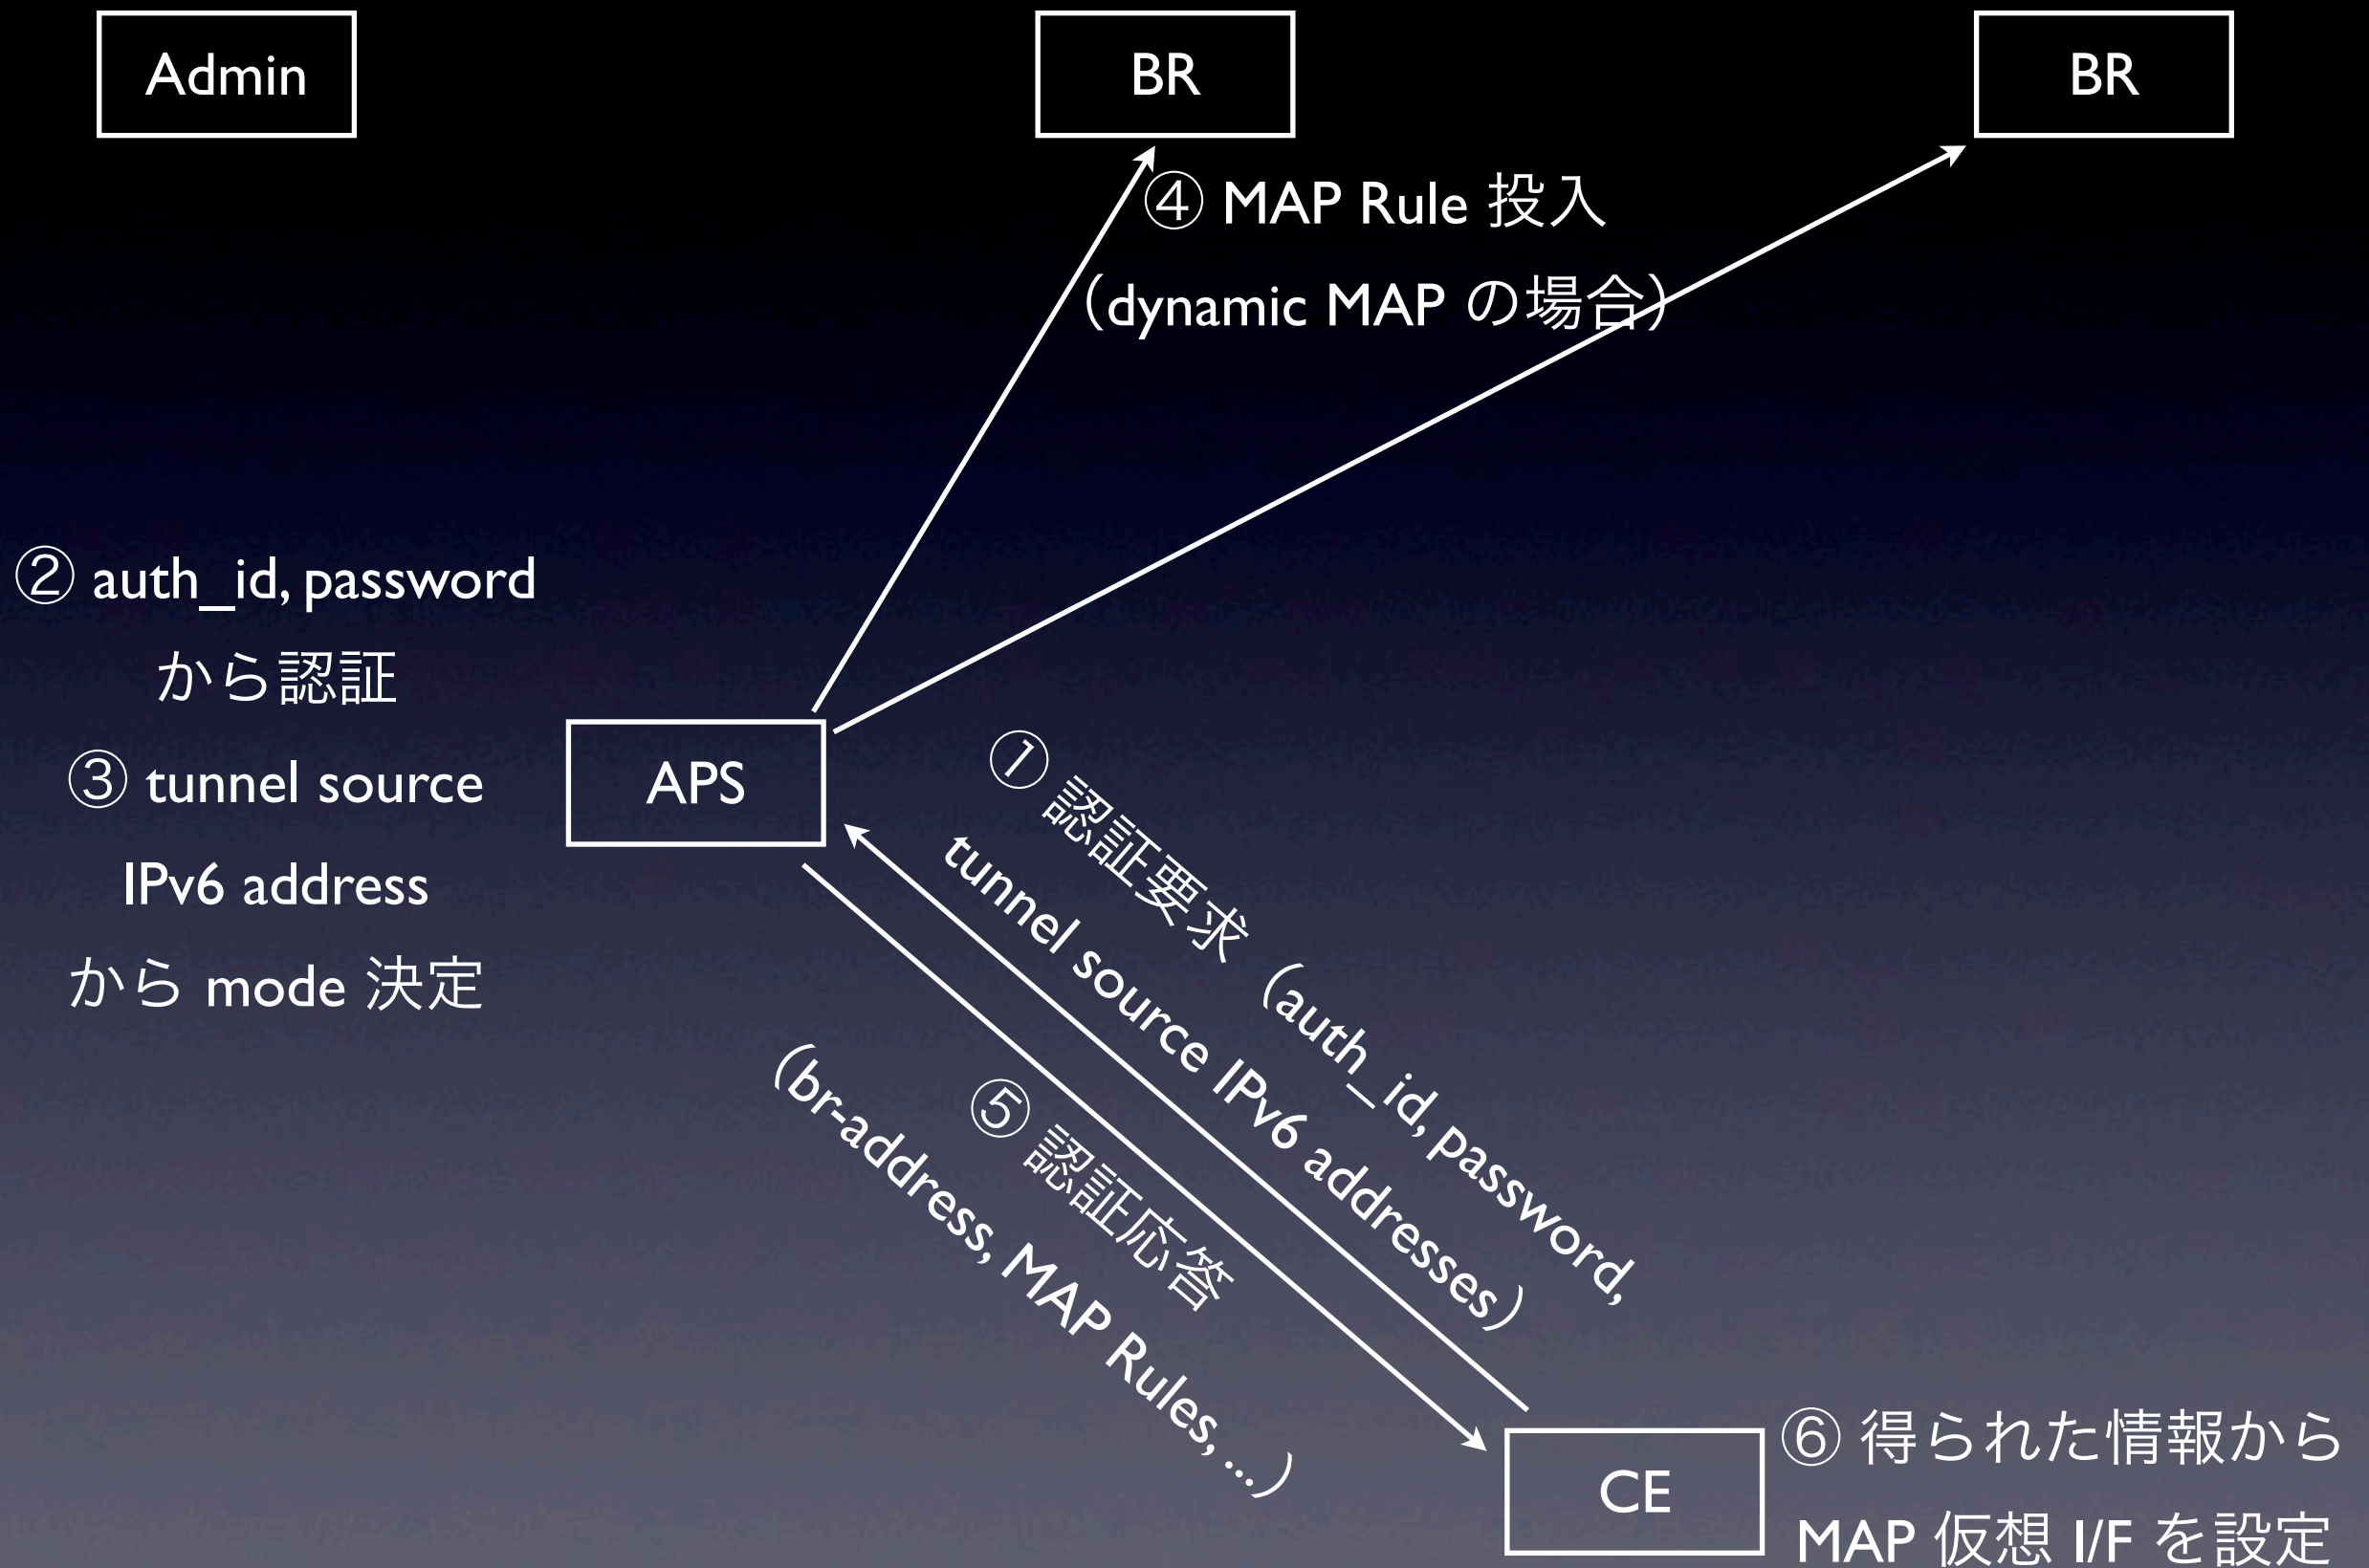 Admin
BR
BR
④ MAP Rule 投入
(dynamic MAP の場合)
② auth_id, password
から認証
③ tunnel source
IPv6 address
から mode 決定
APS
① 認証要求 (auth_id, password,
tunnel source IPv6 addresses)
⑤ 認証応答
(br-address, MAP Rules, ...)
CE
⑥ 得られた情報から
MAP 仮想 I/F を設定